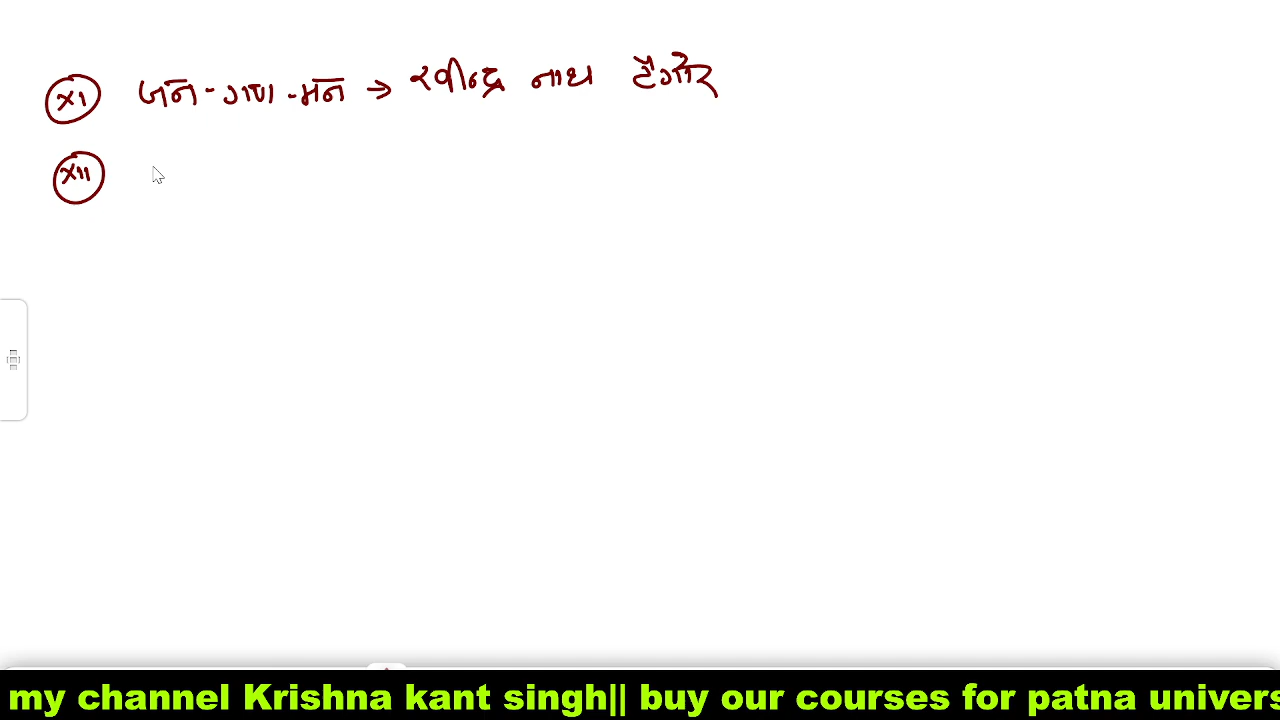 XI जन-गण-मन → रवीन्द्र नाथ टैगोर
XII
my channel Krishna kant singh|| buy our courses for patna univers